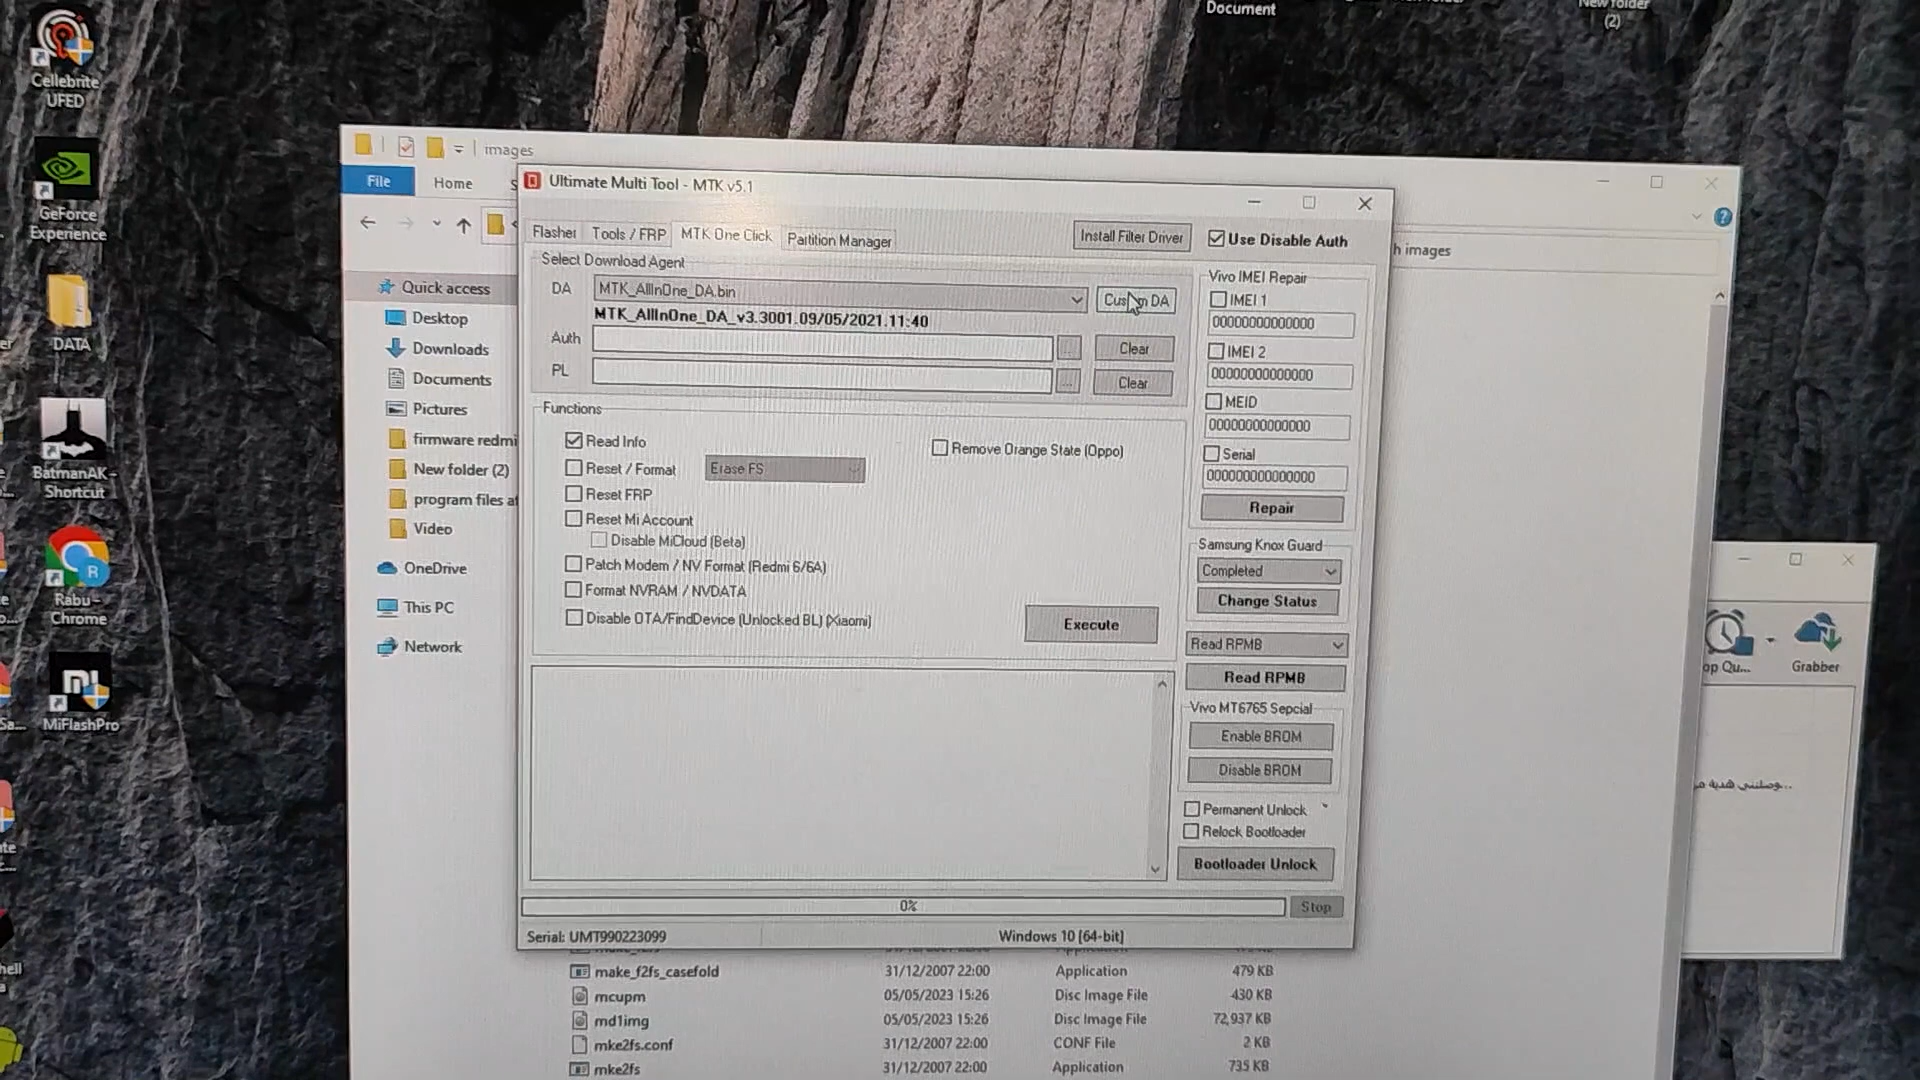 Document
New folder
(2)
Cellebrite
UFED
GeForce
Experience
DATA
BatmanAK -
Shortcut
Rabu -
Chrome
MiFlashPro
images
File
Home
Quick access
Desktop
Downloads
Documents
Pictures
firmware redmi
New folder (2)
program files
Video
OneDrive
This PC
Network
Ultimate Multi Tool - MTK v5.1
Flasher
Tools / FRP
MTK One Click
Partition Manager
Install Filter Driver
Use Disable Auth
h images
Select Download Agent
DA
MTK_AllInOne_DA.bin
Custom DA
MTK_AllInOne_DA_v3.3001.09/05/2021.11:40
Auth
...
Clear
PL
...
Clear
Functions
Read Info
Remove Orange State (Oppo)
Reset / Format
Erase FS
Reset FRP
Reset Mi Account
Disable MiCloud (Beta)
Patch Modem / NV Format (Redmi 6/6A)
Format NVRAM / NVDATA
Disable OTA/FindDevice (Unlocked BL) (Xiaomi)
Execute
Vivo IMEI Repair
IMEI 1
00000000000000
IMEI 2
00000000000000
MEID
00000000000000
Serial
000000000000000
Repair
Samsung Knox Guard
Completed
Change Status
Read RPMB
Read RPMB
Vivo MT6765 Sepcial
Enable BROM
Disable BROM
Permanent Unlock
Relock Bootloader
Bootloader Unlock
0%
Stop
Serial: UMT990223099
Windows 10 [64-bit]
op Qu...
Grabber
make_f2fs_casefold 31/12/2007 22:00 Application 479 KB
mcupm 05/05/2023 15:26 Disc Image File 430 KB
md1img 05/05/2023 15:26 Disc Image File 72,937 KB
mke2fs.conf 31/12/2007 22:00 CONF File 2 KB
mke2fs 31/12/2007 22:00 Application 735 KB